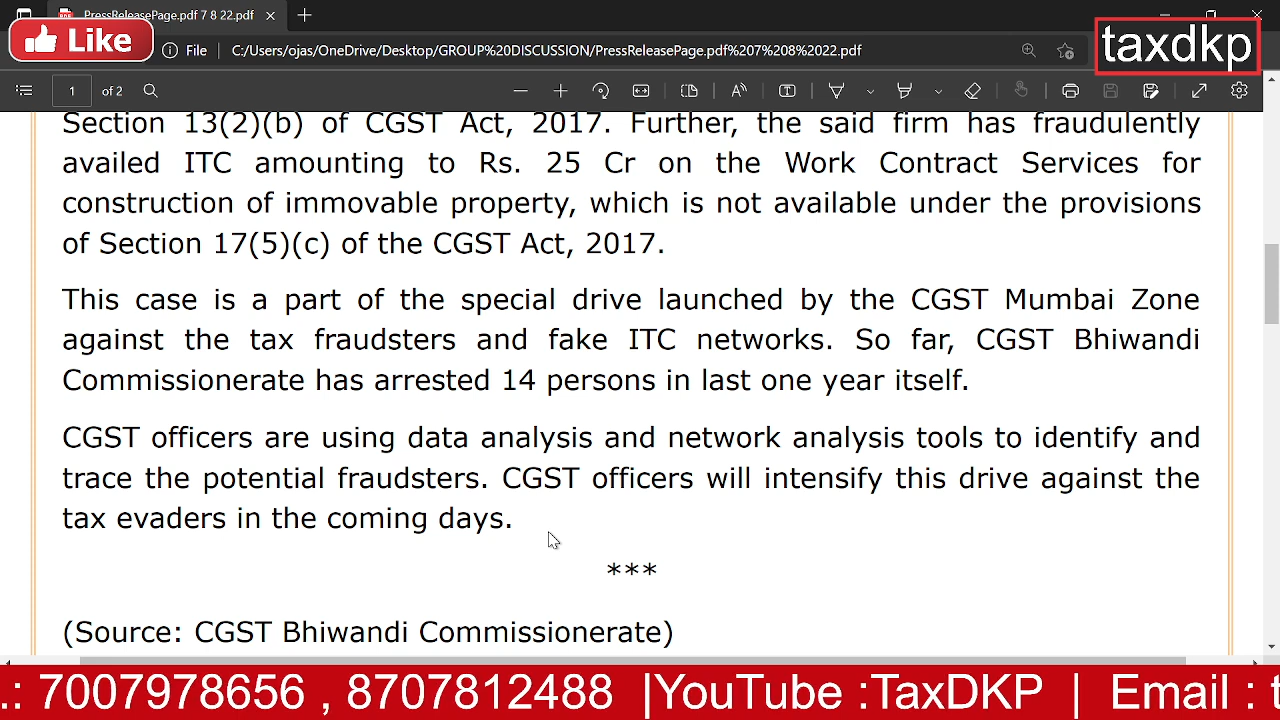 PressReleasePage.pdf 7 8 22.pdf
Like
File
C:/Users/ojas/OneDrive/Desktop/GROUP%20DISCUSSION/PressReleasePage.pdf%207%208%2022.pdf
taxdkp
1 of 2
Section 13(2)(b) of CGST Act, 2017. Further, the said firm has fraudulently
availed ITC amounting to Rs. 25 Cr on the Work Contract Services for
construction of immovable property, which is not available under the provisions
of Section 17(5)(c) of the CGST Act, 2017.
This case is a part of the special drive launched by the CGST Mumbai Zone
against the tax fraudsters and fake ITC networks. So far, CGST Bhiwandi
Commissionerate has arrested 14 persons in last one year itself.
CGST officers are using data analysis and network analysis tools to identify and
trace the potential fraudsters. CGST officers will intensify this drive against the
tax evaders in the coming days.
***
(Source: CGST Bhiwandi Commissionerate)
.: 7007978656 , 8707812488 |YouTube :TaxDKP | Email : t